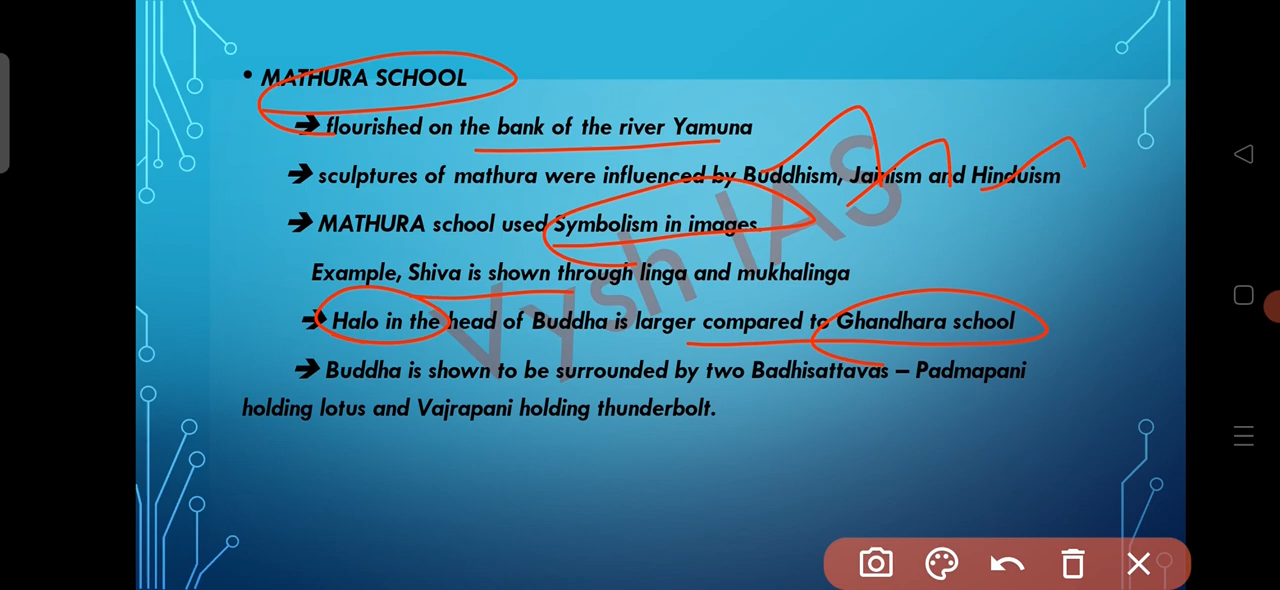 • MATHURA SCHOOL
➔ flourished on the bank of the river Yamuna
➔ sculptures of mathura were influenced by Buddhism, Jainism and Hinduism
➔ MATHURA school used Symbolism in images.
Example, Shiva is shown through linga and mukhalinga
➔ Halo in the head of Buddha is larger compared to Ghandhara school
➔ Buddha is shown to be surrounded by two Badhisattavas – Padmapani
holding lotus and Vajrapani holding thunderbolt.
Vysh IAS